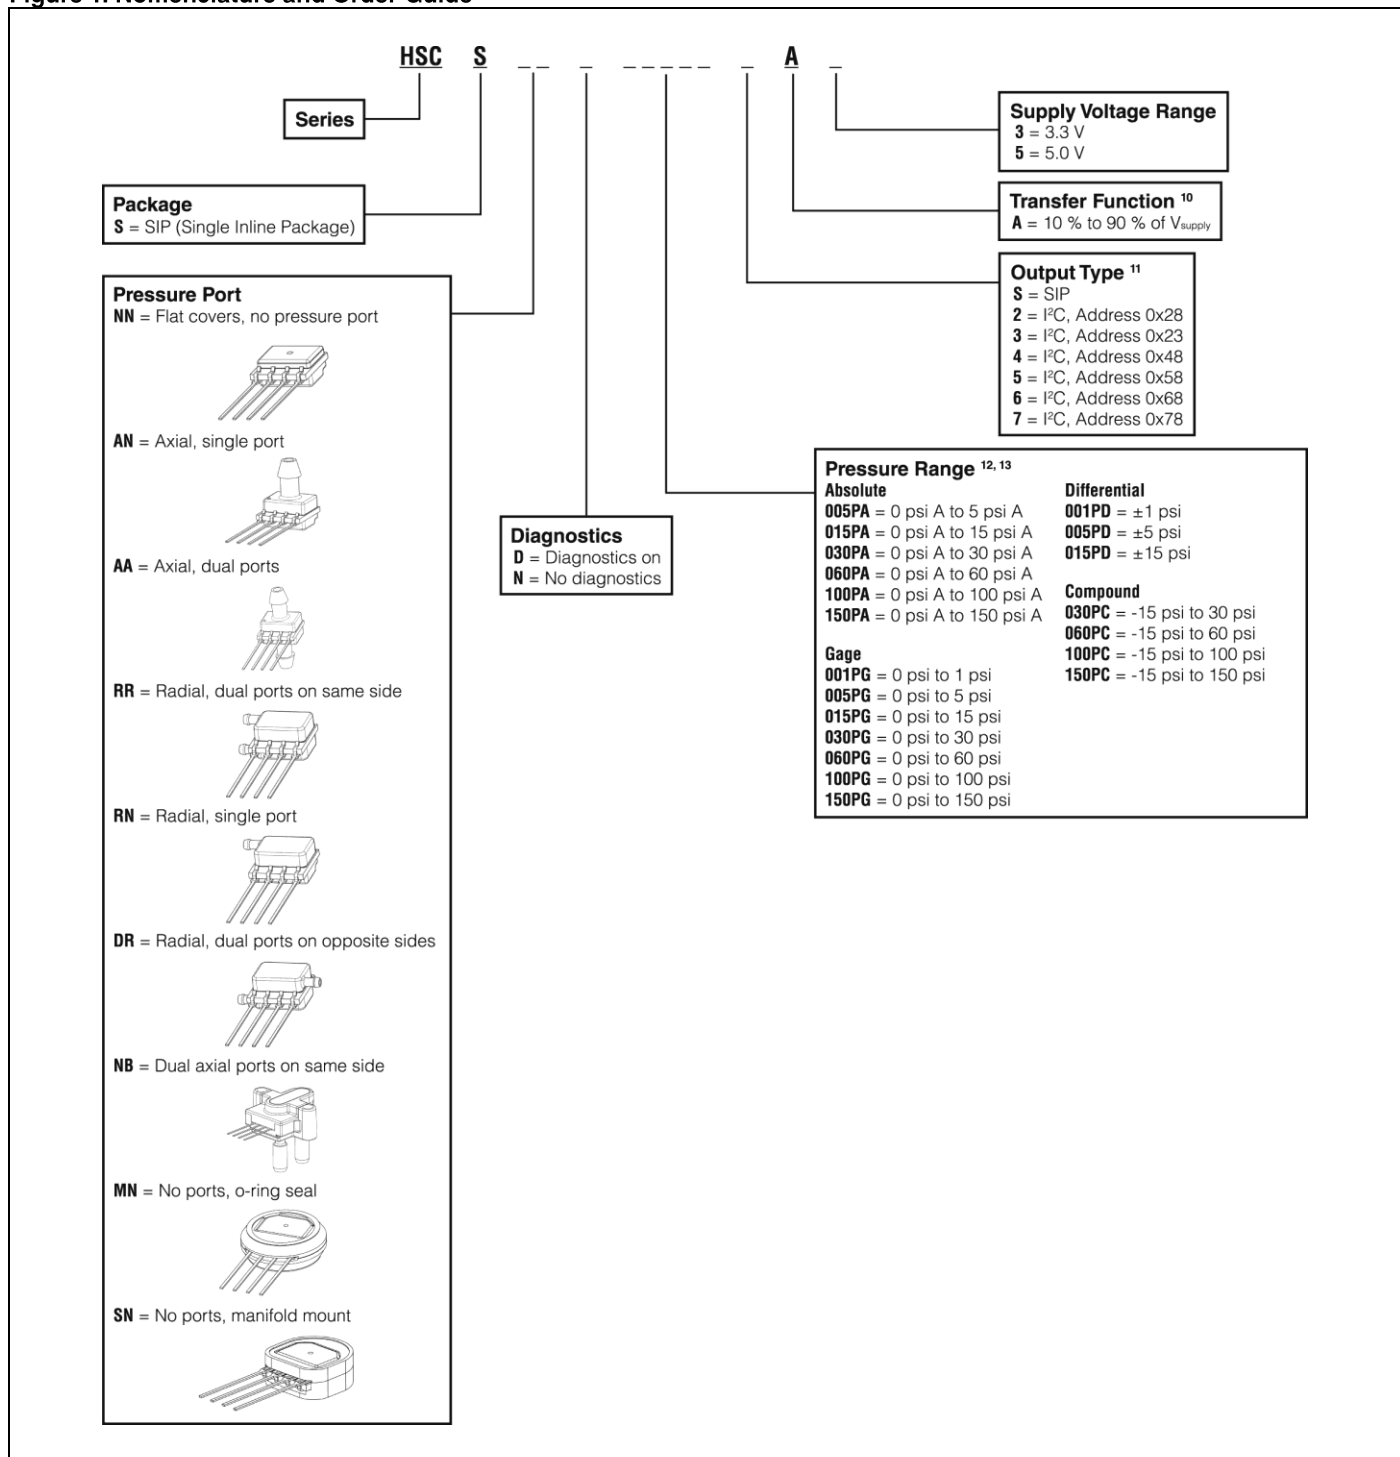 Figure 1. Nomenclature and Order Guide
HSC S _ _ _ _ _ _ _ _ _ A _
Series
Package
S = SIP (Single Inline Package)
Pressure Port
NN = Flat covers, no pressure port
AN = Axial, single port
AA = Axial, dual ports
RR = Radial, dual ports on same side
RN = Radial, single port
DR = Radial, dual ports on opposite sides
NB = Dual axial ports on same side
MN = No ports, o-ring seal
SN = No ports, manifold mount
Diagnostics
D = Diagnostics on
N = No diagnostics
Supply Voltage Range
3 = 3.3 V
5 = 5.0 V
Transfer Function 10
A = 10 % to 90 % of Vsupply
Output Type 11
S = SIP
2 = I²C, Address 0x28
3 = I²C, Address 0x23
4 = I²C, Address 0x48
5 = I²C, Address 0x58
6 = I²C, Address 0x68
7 = I²C, Address 0x78
Pressure Range 12, 13
Absolute
005PA = 0 psi A to 5 psi A
015PA = 0 psi A to 15 psi A
030PA = 0 psi A to 30 psi A
060PA = 0 psi A to 60 psi A
100PA = 0 psi A to 100 psi A
150PA = 0 psi A to 150 psi A
Gage
001PG = 0 psi to 1 psi
005PG = 0 psi to 5 psi
015PG = 0 psi to 15 psi
030PG = 0 psi to 30 psi
060PG = 0 psi to 60 psi
100PG = 0 psi to 100 psi
150PG = 0 psi to 150 psi
Differential
001PD = ±1 psi
005PD = ±5 psi
015PD = ±15 psi
Compound
030PC = -15 psi to 30 psi
060PC = -15 psi to 60 psi
100PC = -15 psi to 100 psi
150PC = -15 psi to 150 psi